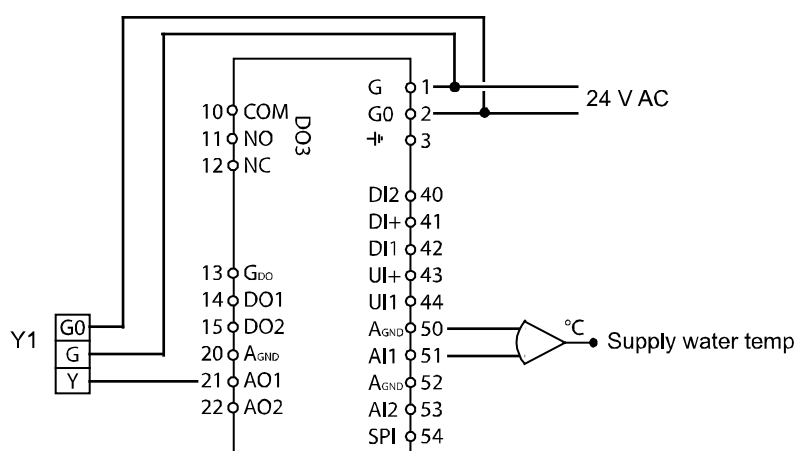 G 1
24 V AC
10 COM
G0 2
11 NO
DO3
3
12 NC
DI2 40
DI+ 41
DI1 42
13 GDO
UI+ 43
14 DO1
UI1 44
Y1
G0
15 DO2
AGND 50
°C
Supply water temp
G
20 AGND
AI1 51
Y
21 AO1
AGND 52
22 AO2
AI2 53
SPI 54